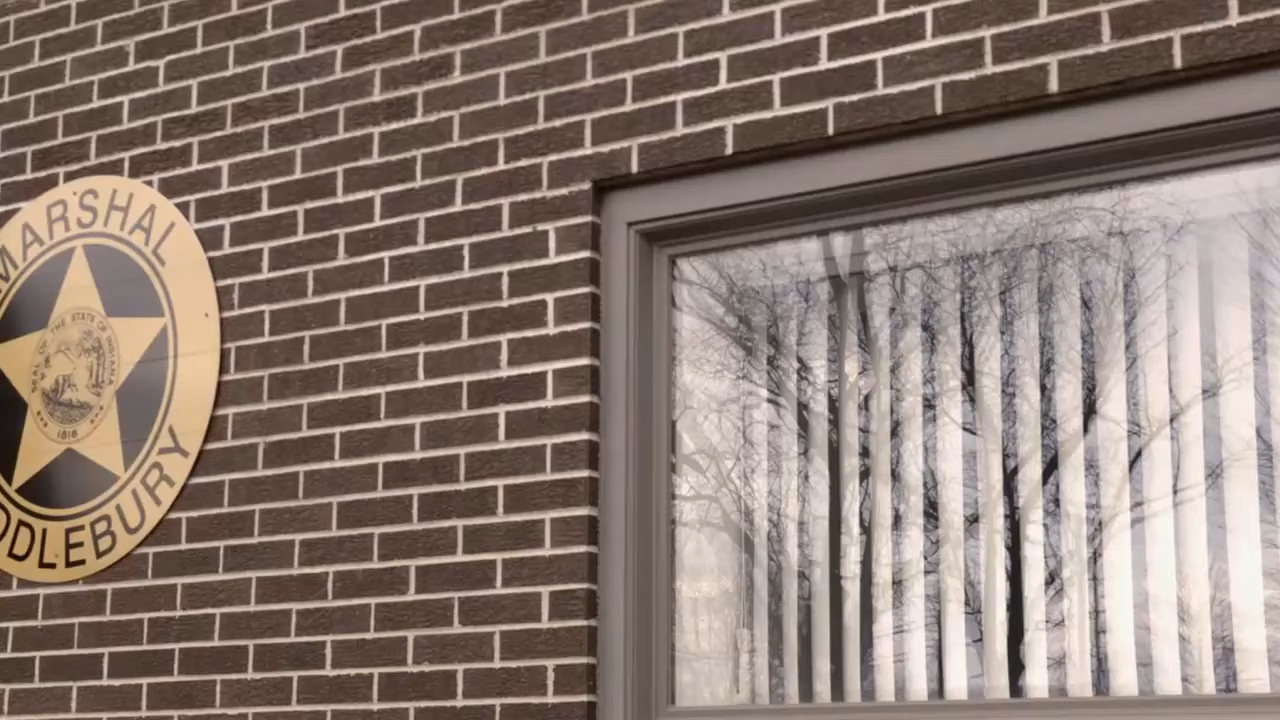 MARSHAL
SEAL OF THE STATE OF INDIANA
1816
DDLEBURY